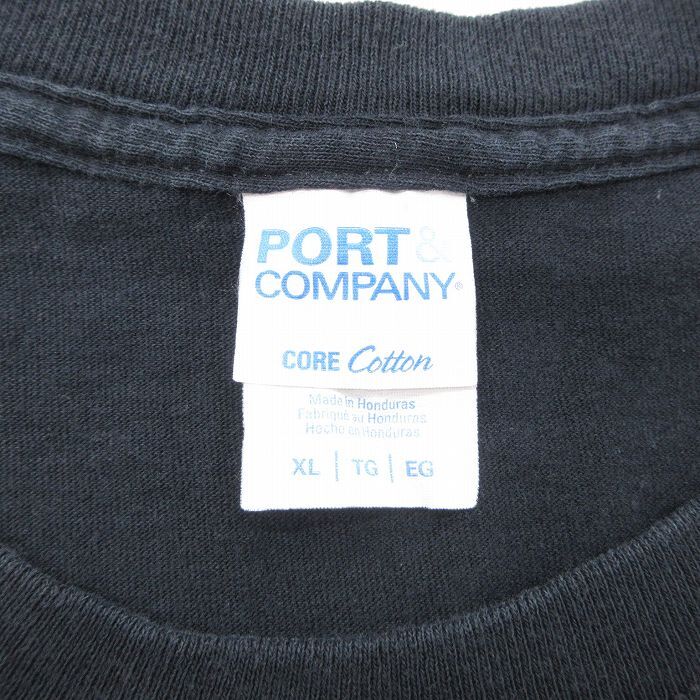 PORT &
COMPANY®
CORE Cotton
Made in Honduras
Fabriqué au Honduras
Hecho en Honduras
XL | TG | EG